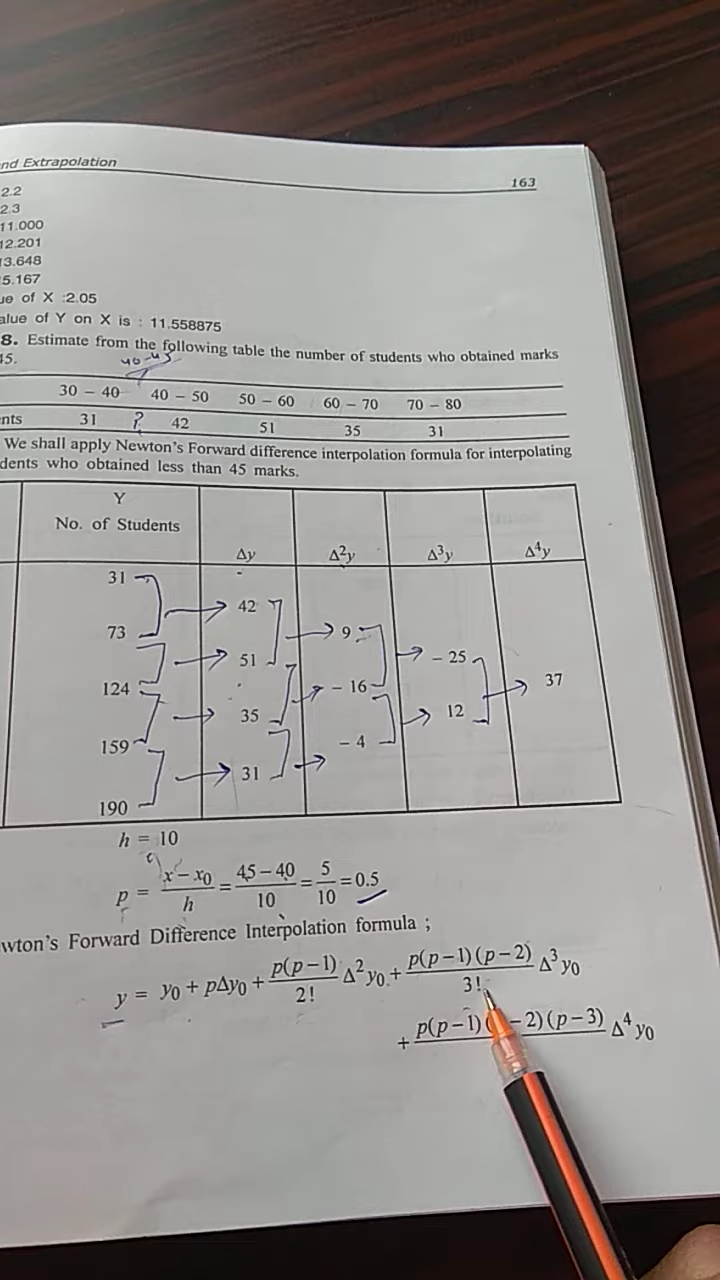 nd Extrapolation
163
2.2
2.3
11.000
12.201
13.648
5.167
ue of X :2.05
alue of Y on X is : 11.558875
8. Estimate from the following table the number of students who obtained marks
45.
40-45
30 – 40 40 – 50 50 – 60 60 – 70 70 – 80
nts 31 ? 42 51 35 31
We shall apply Newton's Forward difference interpolation formula for interpolating
dents who obtained less than 45 marks.
Y
No. of Students
Δy Δ²y Δ³y Δ⁴y
31
42
73 9
51 – 25
124 – 16 37
35 12
159 – 4
31
190
h = 10
p = x – x₀/h = 45 – 40/10 = 5/10 = 0.5
wton's Forward Difference Interpolation formula ;
y = y₀ + pΔy₀ + p(p – 1)/2! Δ²y₀ + p(p – 1) (p – 2)/3! Δ³y₀
+ p(p – 1) ( – 2) (p – 3) Δ⁴y₀